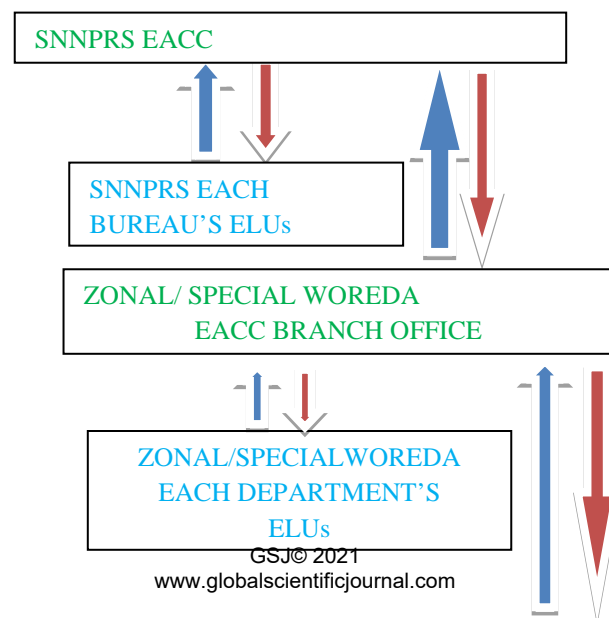 SNNPRS EACC
SNNPRS EACH
BUREAU’S ELUs
ZONAL/ SPECIAL WOREDA
EACC BRANCH OFFICE
ZONAL/SPECIALWOREDA
EACH DEPARTMENT’S
ELUs
GSJ© 2021
www.globalscientificjournal.com